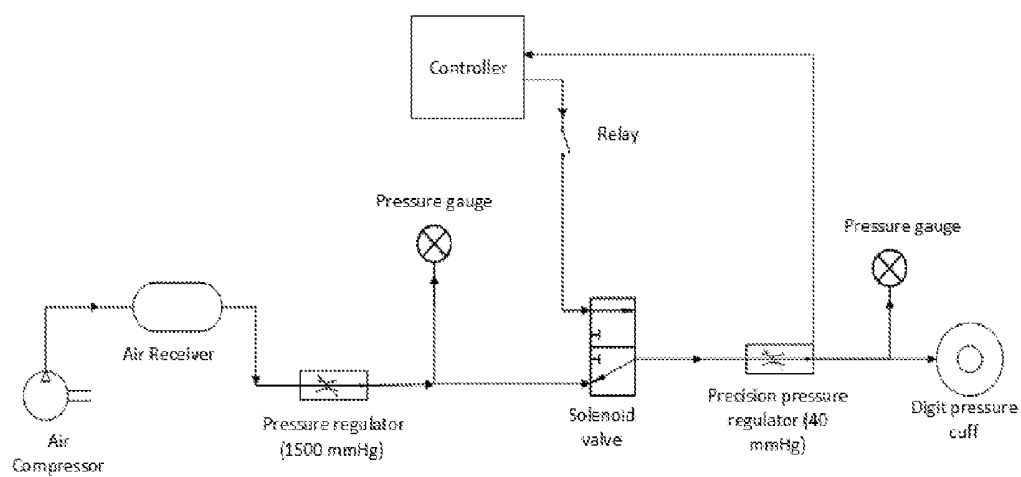 Controller
Relay
Pressure gauge
Pressure gauge
Air Receiver
Pressure regulator
(1500 mmHg)
Solenoid
valve
Precision pressure
regulator (40
mmHg)
Digit pressure
cuff
Air
Compressor